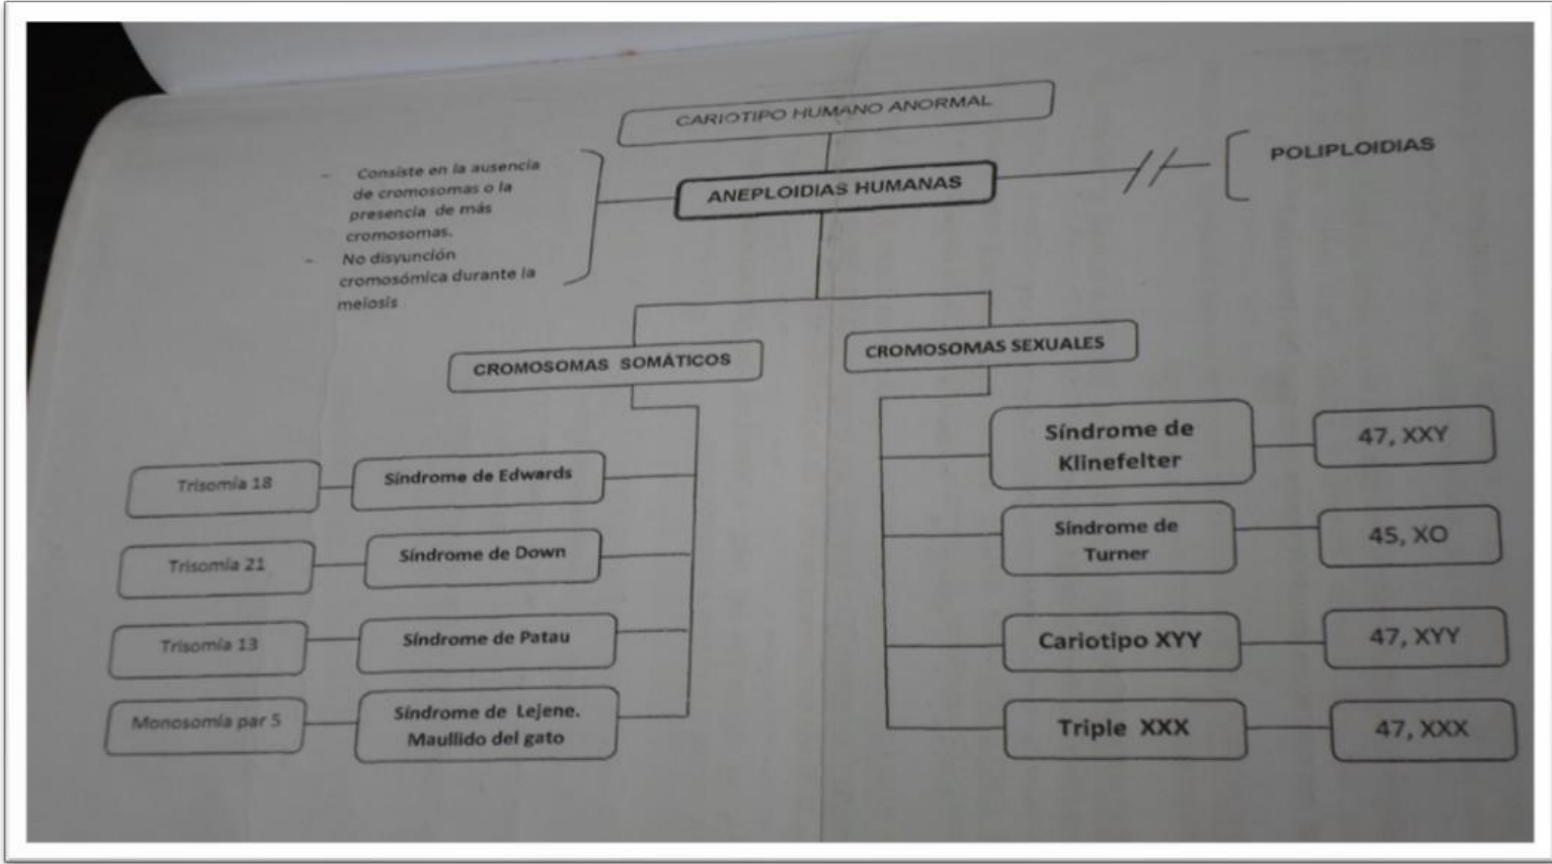 CARIOTIPO HUMANO ANORMAL
- Consiste en la ausencia
de cromosomas o la
presencia de más
cromosomas.
- No disyunción
cromosómica durante la
meiosis
ANEPLOIDIAS HUMANAS
POLIPLOIDIAS
CROMOSOMAS SOMÁTICOS
CROMOSOMAS SEXUALES
Trisomía 18
Síndrome de Edwards
Trisomía 21
Síndrome de Down
Trisomía 13
Síndrome de Patau
Monosomía par 5
Síndrome de Lejene.
Maullido del gato
Síndrome de
Klinefelter
47, XXY
Síndrome de
Turner
45, XO
Cariotipo XYY
47, XYY
Triple XXX
47, XXX